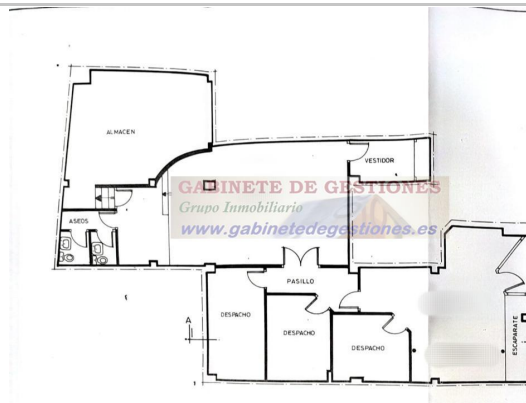 ALMACEN
VESTIDOR
GABINETE DE GESTIONES
Grupo Inmobiliario
www.gabinetedegestiones.es
ASEOS
PASILLO
DESPACHO
DESPACHO
DESPACHO
ESCAPARATE
A